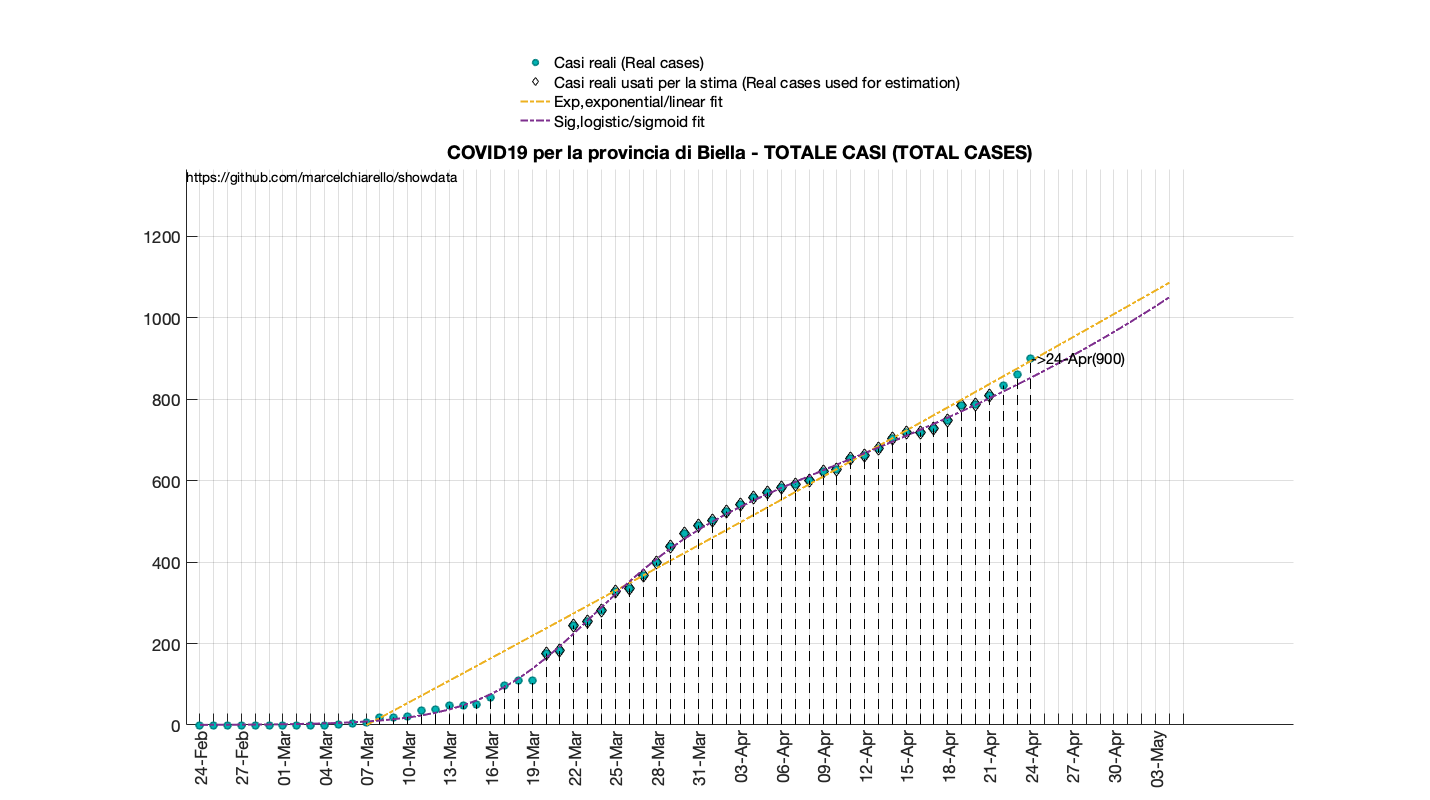 Casi reali (Real cases)
Casi reali usati per la stima (Real cases used for estimation)
Exp,exponential/linear fit
Sig,logistic/sigmoid fit
COVID19 per la provincia di Biella - TOTALE CASI (TOTAL CASES)
https://github.com/marcelchiarello/showdata
1200
1000
800
600
400
200
0
->24-Apr(900)
24-Feb
27-Feb
01-Mar
04-Mar
07-Mar
10-Mar
13-Mar
16-Mar
19-Mar
22-Mar
25-Mar
28-Mar
31-Mar
03-Apr
06-Apr
09-Apr
12-Apr
15-Apr
18-Apr
21-Apr
24-Apr
27-Apr
30-Apr
03-May